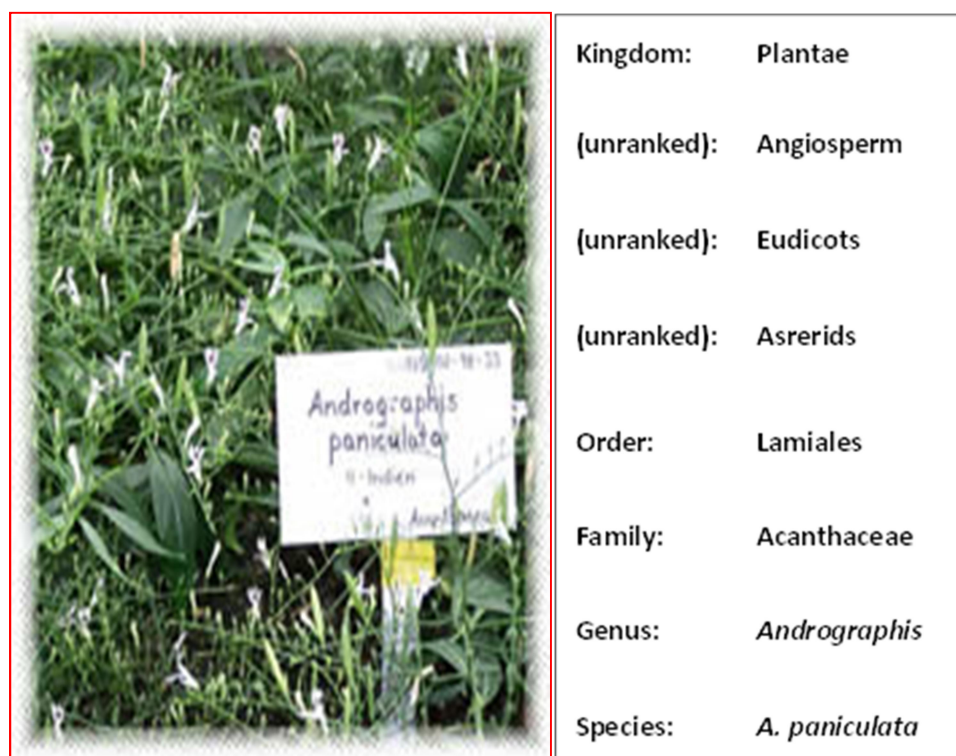 Andrographis
paniculata
Kingdom: Plantae
(unranked): Angiosperm
(unranked): Eudicots
(unranked): Asrerids
Order: Lamiales
Family: Acanthaceae
Genus: Andrographis
Species: A. paniculata